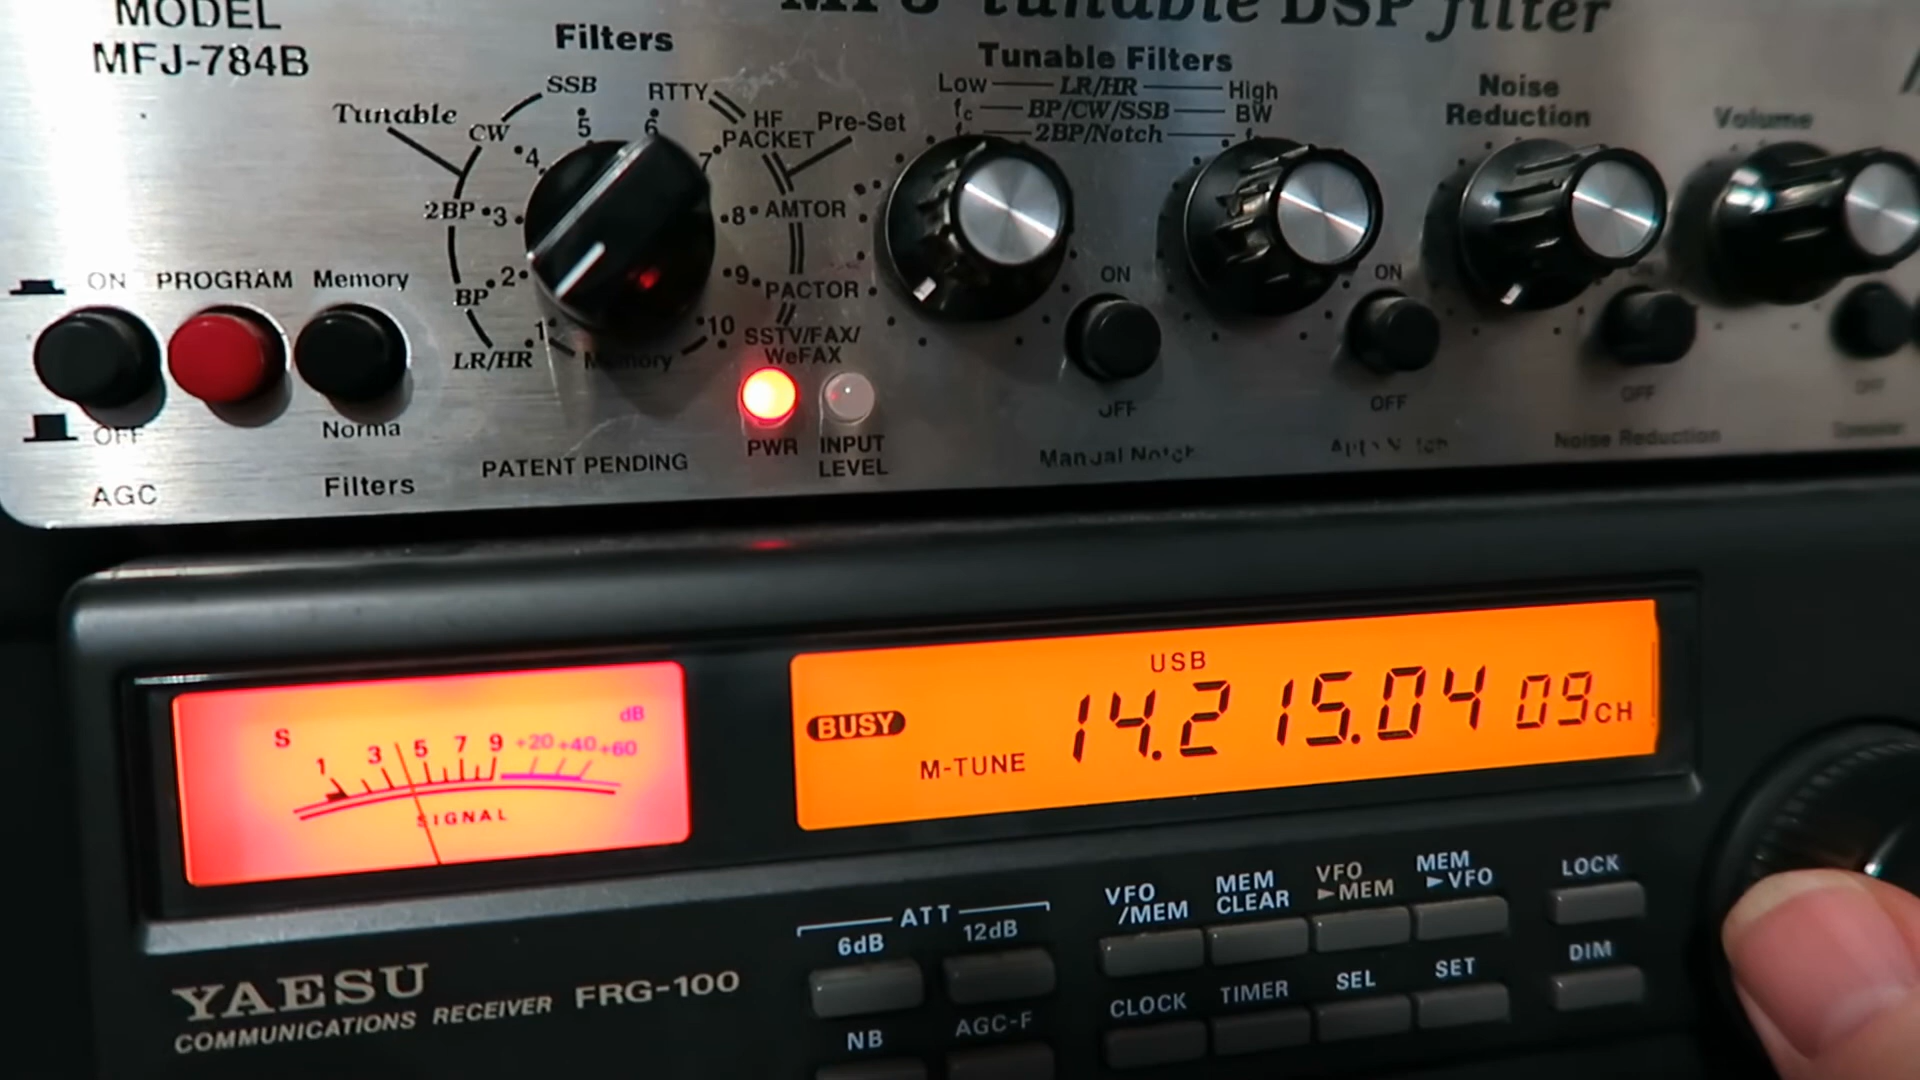 MODEL
MFJ-784B
MFJ tunable DSP filter
Filters
Tunable Filters
Low LR/HR High
fc BP/CW/SSB BW
2BP/Notch
Noise
Reduction
Volume
Tunable
SSB
RTTY
CW
HF
PACKET
Pre-Set
5
6
4
7
2BP
3
8
AMTOR
BP
2
9
PACTOR
LR/HR
1
10
SSTV/FAX/
WeFAX
Memory
ON
PROGRAM
Memory
OFF
Norma
AGC
Filters
PATENT PENDING
PWR
INPUT
LEVEL
ON
OFF
Manual Notch
ON
OFF
OFF
Noise Reduction
OFF
S
1 3 5 7 9 +20 +40 +60
dB
SIGNAL
USB
BUSY
M-TUNE
14.215.04 09CH
YAESU
COMMUNICATIONS RECEIVER FRG-100
ATT
6dB
12dB
NB
AGC-F
VFO
/MEM
MEM
CLEAR
VFO
►MEM
MEM
►VFO
LOCK
CLOCK
TIMER
SEL
SET
DIM